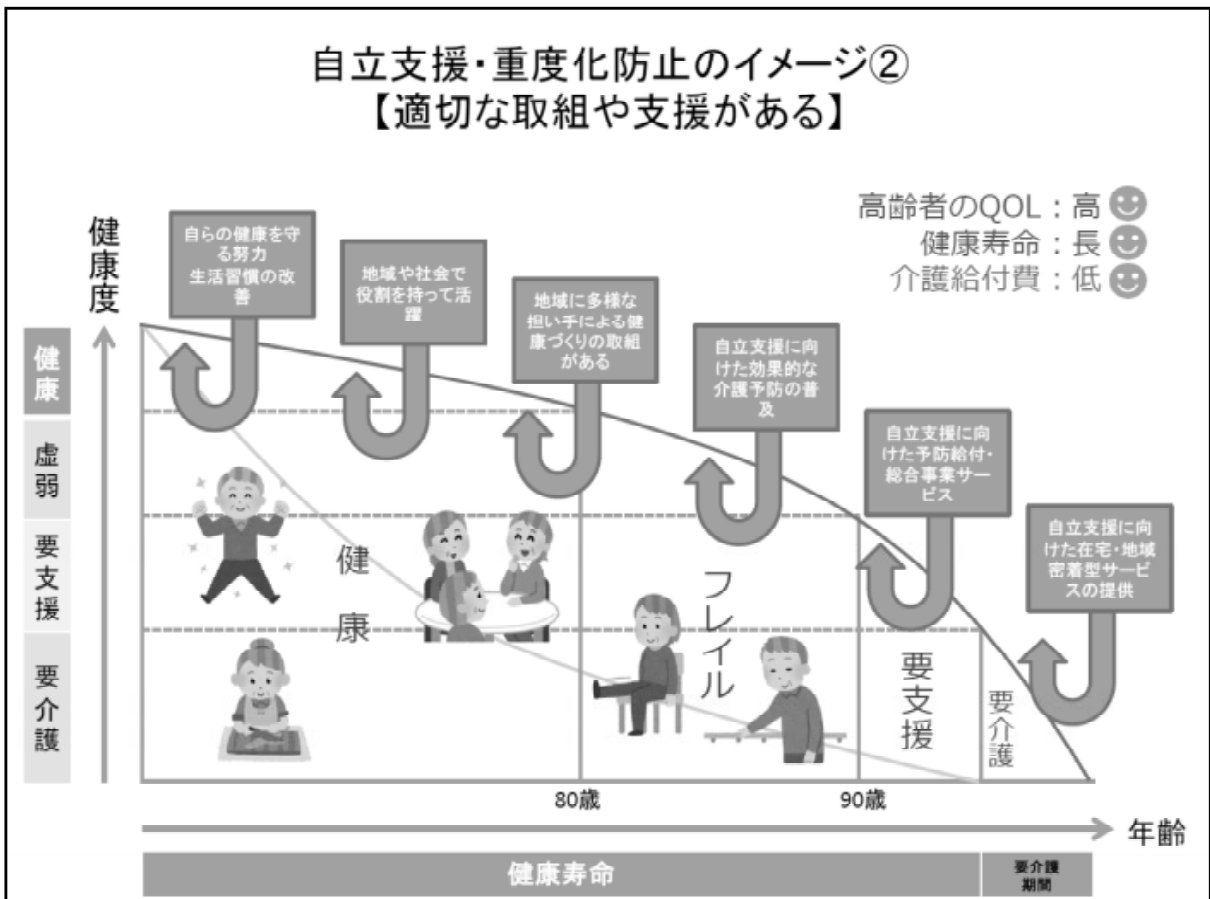 自立支援・重度化防止のイメージ②
【適切な取組や支援がある】
高齢者のQOL：高
健康寿命：長
介護給付費：低
健康度
自らの健康を守
る努力
生活習慣の改
善
地域や社会で
役割を持って活
躍
地域に多様な
担い手による健
康づくりの取組
がある
自立支援に向
けた効果的な
介護予防の普
及
自立支援に向
けた予防給付・
総合事業サー
ビス
自立支援に向
けた在宅・地域
密着型サービ
スの提供
健康
虚弱
要支援
要介護
健康
フレイル
要支援
要介護
80歳
90歳
年齢
健康寿命
要介護
期間